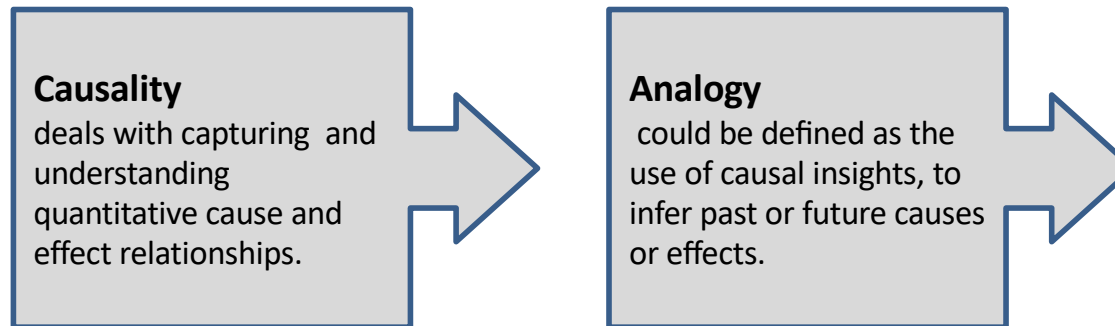 Causality
deals with capturing  and
understanding
quantitative cause and
effect relationships.
Analogy
could be defined as the
use of causal insights, to
infer past or future causes
or effects.